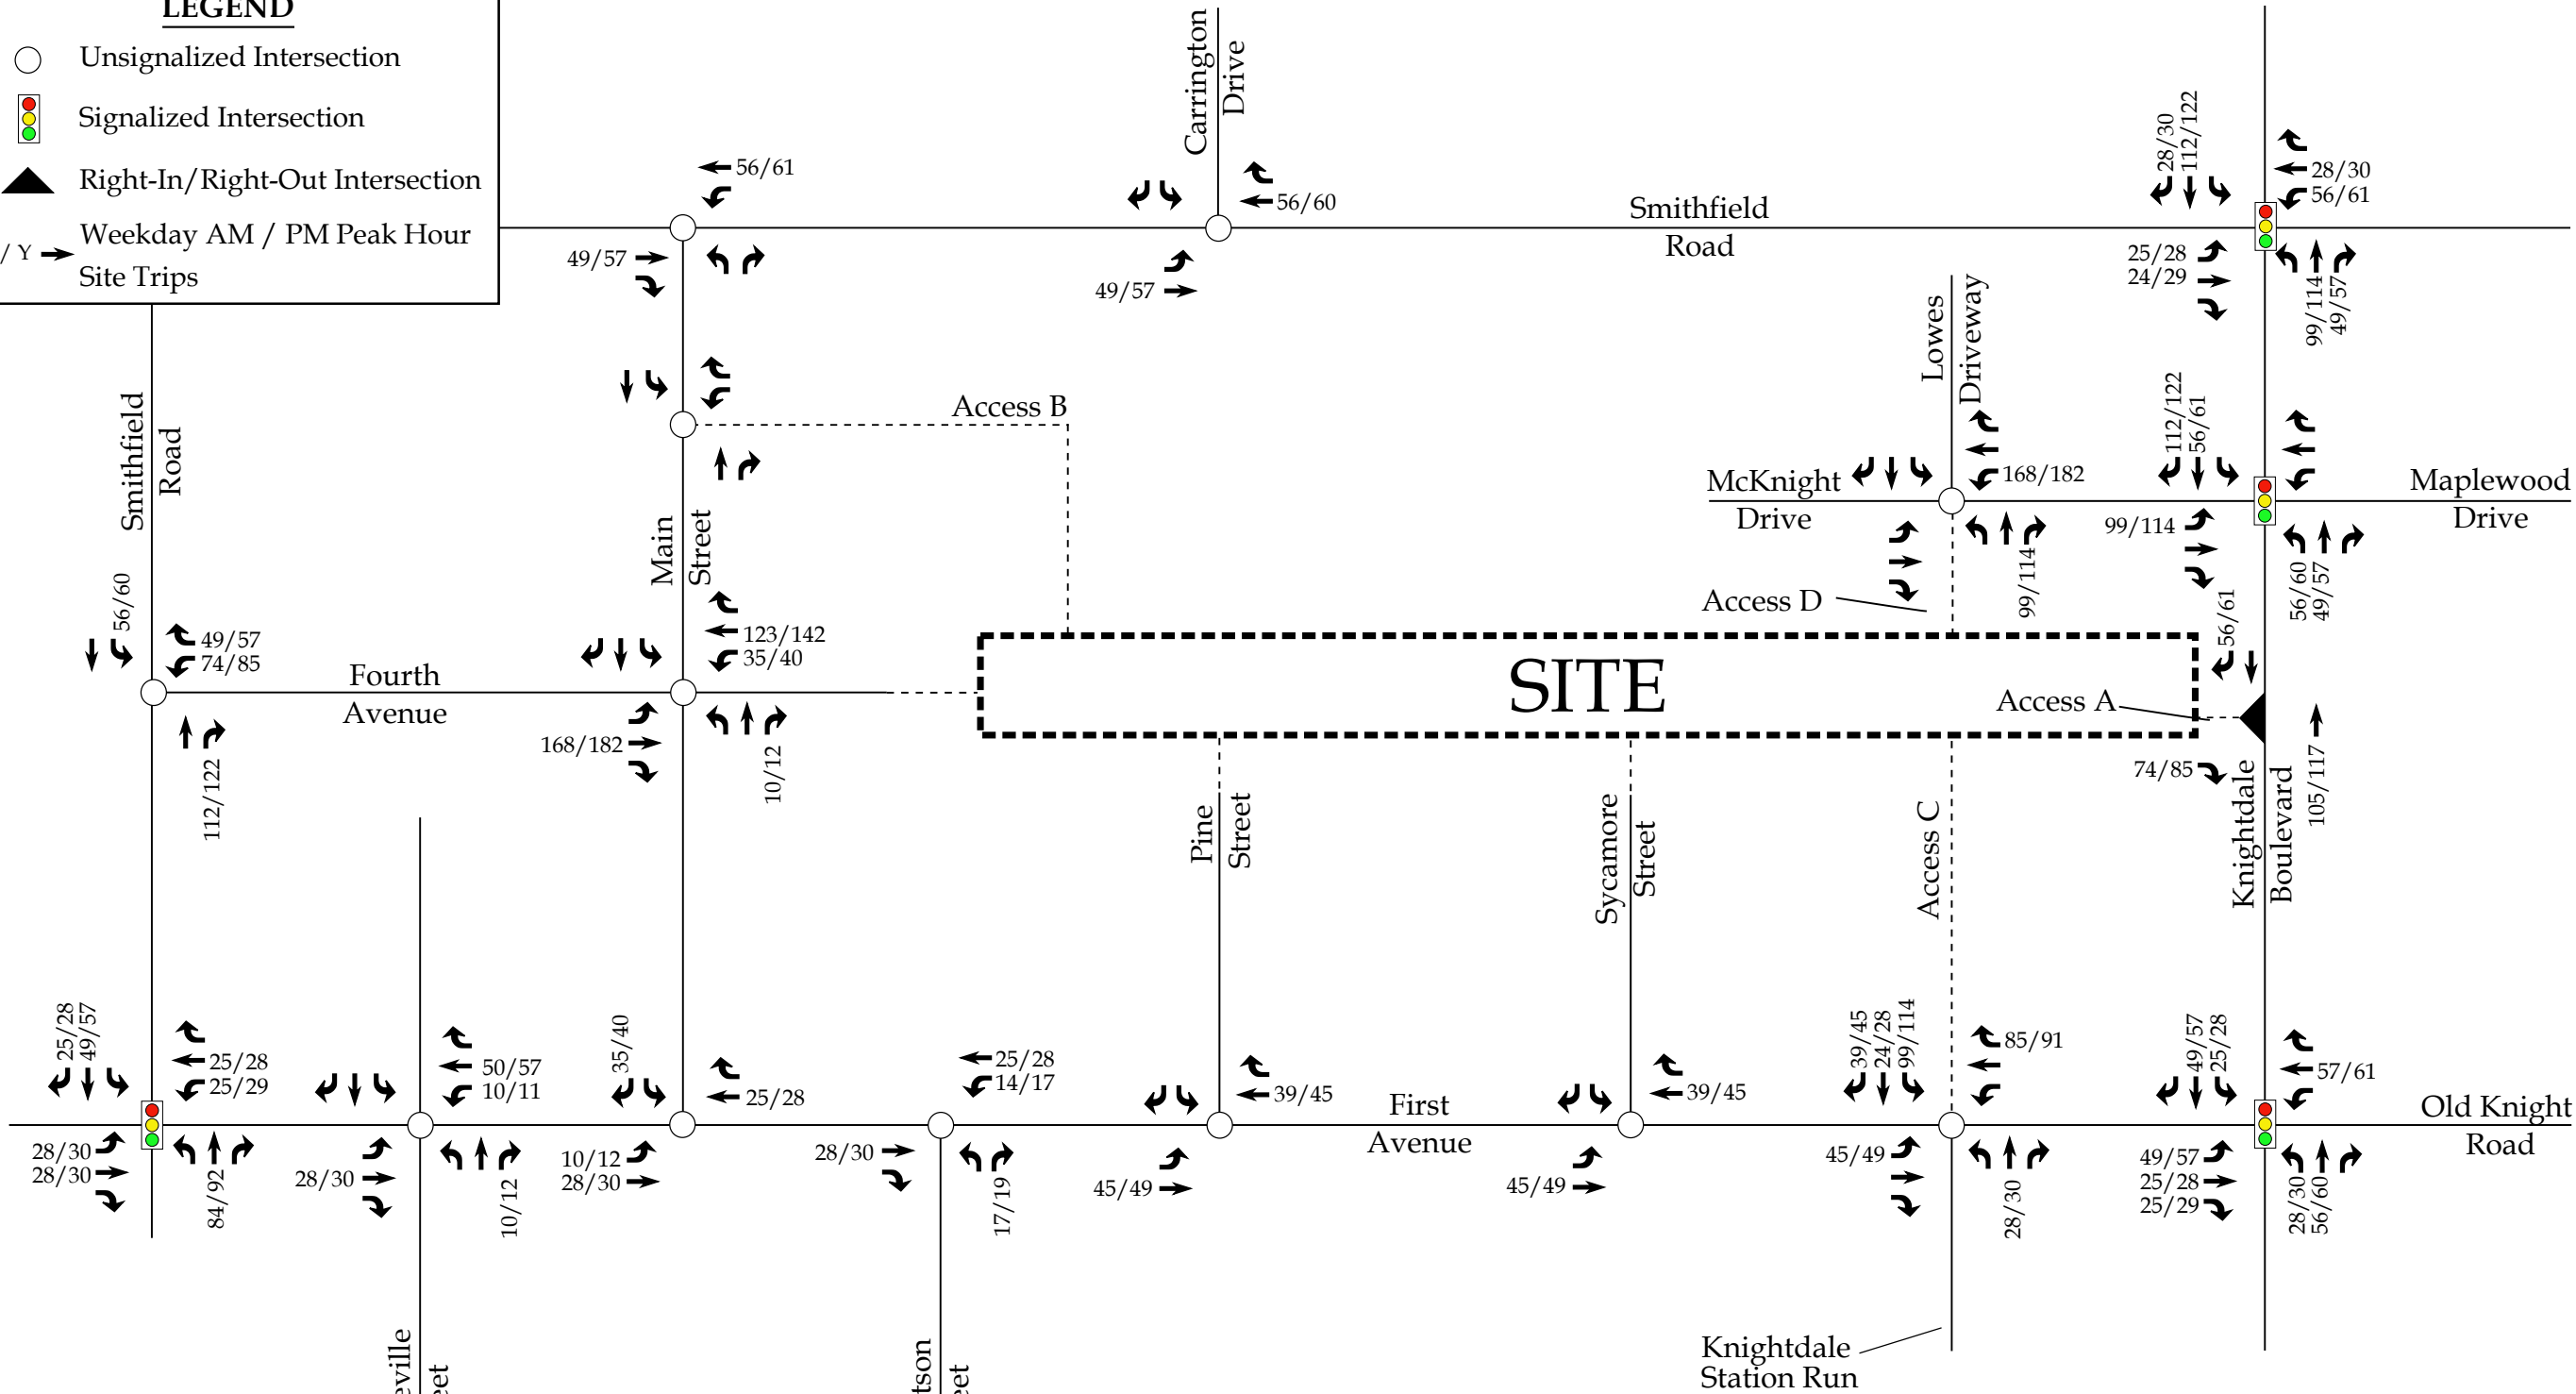 LEGEND
Unsignalized Intersection
Signalized Intersection
Right-In/Right-Out Intersection
/ Y
Weekday AM / PM Peak Hour
Site Trips
Carrington
Drive
56/61
49/57
56/60
49/57
Smithfield
Road
28/30
112/122
28/30
56/61
25/28
24/29
99/114
49/57
Lowes
Driveway
Smithfield
Road
Access B
Main
Street
McKnight
Drive
168/182
99/114
Access D
112/122
56/61
99/114
56/60
49/57
Maplewood
Drive
56/60
49/57
74/85
112/122
Fourth
Avenue
123/142
35/40
168/182
10/12
SITE
Access A
56/61
74/85
105/117
Knightdale
Boulevard
Pine
Street
Sycamore
Street
Access C
25/28
49/57
25/28
25/29
28/30
28/30
84/92
50/57
10/11
28/30
10/12
35/40
25/28
10/12
28/30
25/28
14/17
28/30
17/19
39/45
45/49
First
Avenue
39/45
45/49
39/45
24/28
99/114
85/91
45/49
28/30
49/57
25/28
57/61
49/57
25/28
25/29
28/30
56/60
Old Knight
Road
Knightdale
Station Run
eville
eet
tson
eet